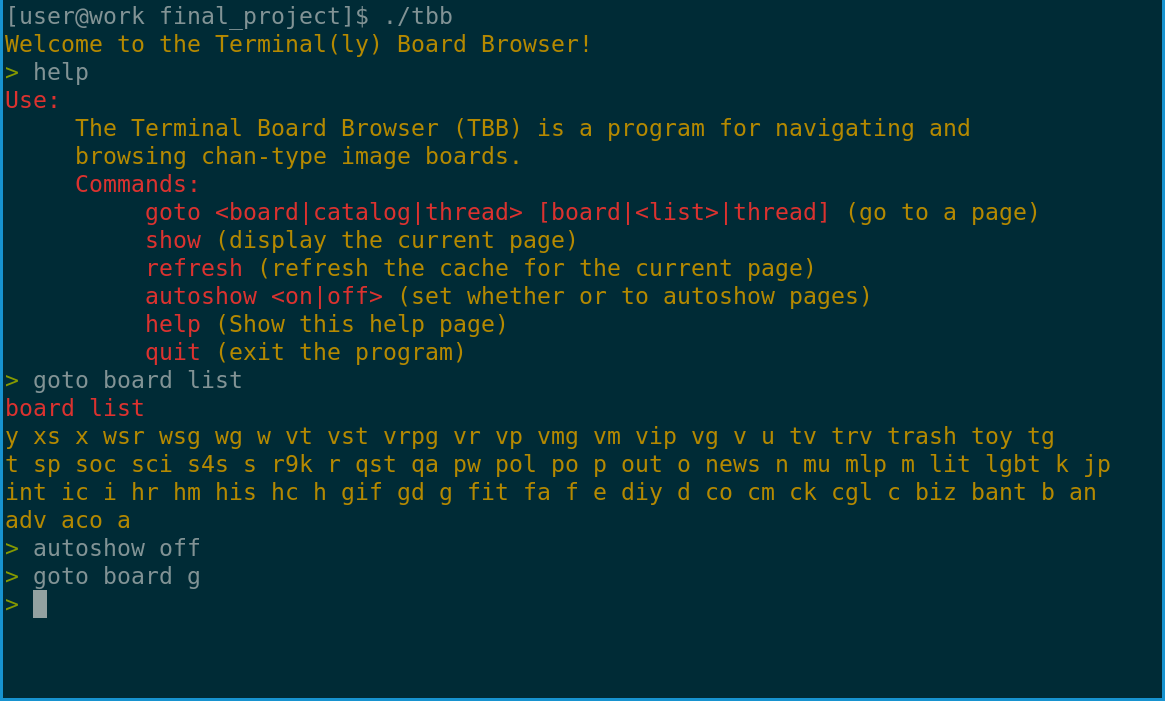 [user@work final_project]$ ./tbb
Welcome to the Terminal(ly) Board Browser!
> help
Use:
The Terminal Board Browser (TBB) is a program for navigating and
browsing chan-type image boards.
Commands:
goto <board|catalog|thread> [board|<list>|thread] (go to a page)
show (display the current page)
refresh (refresh the cache for the current page)
autoshow <on|off> (set whether or to autoshow pages)
help (Show this help page)
quit (exit the program)
> goto board list
board list
y xs x wsr wsg wg w vt vst vrpg vr vp vmg vm vip vg v u tv trv trash toy tg
t sp soc sci s4s s r9k r qst qa pw pol po p out o news n mu mlp m lit lgbt k jp
int ic i hr hm his hc h gif gd g fit fa f e diy d co cm ck cgl c biz bant b an
adv aco a
> autoshow off
> goto board g
>